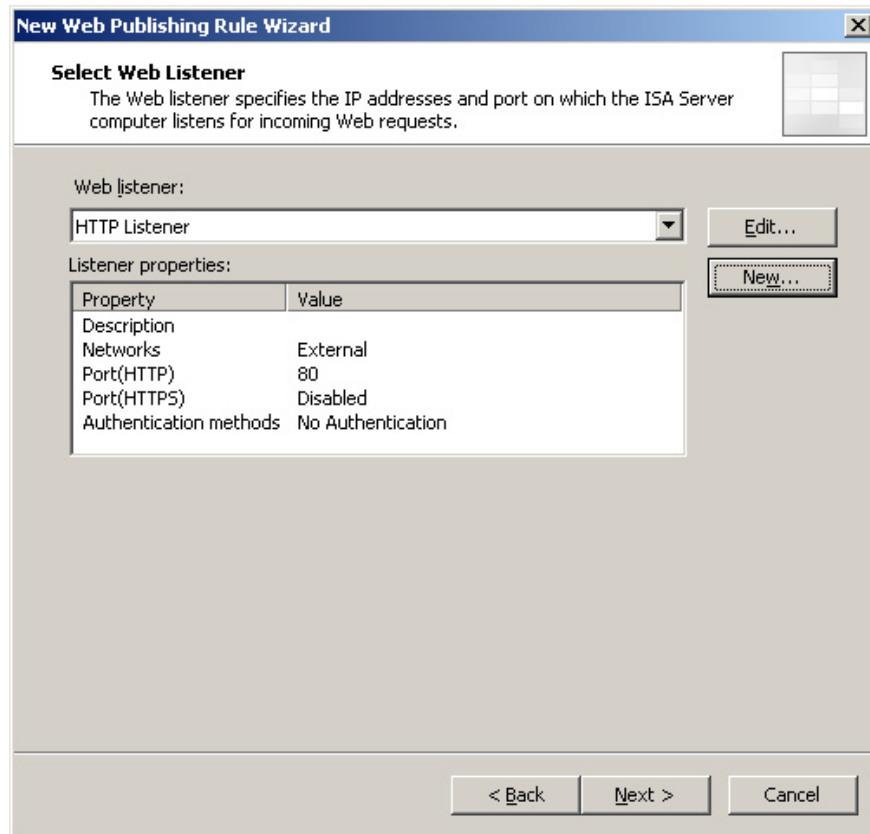 New Web Publishing Rule Wizard
Select Web Listener
The Web listener specifies the IP addresses and port on which the ISA Server
computer listens for incoming Web requests.
Web listener:
HTTP Listener
Edit...
Listener properties:
New...
Property Value
Description
Networks External
Port(HTTP) 80
Port(HTTPS) Disabled
Authentication methods No Authentication
< Back Next > Cancel